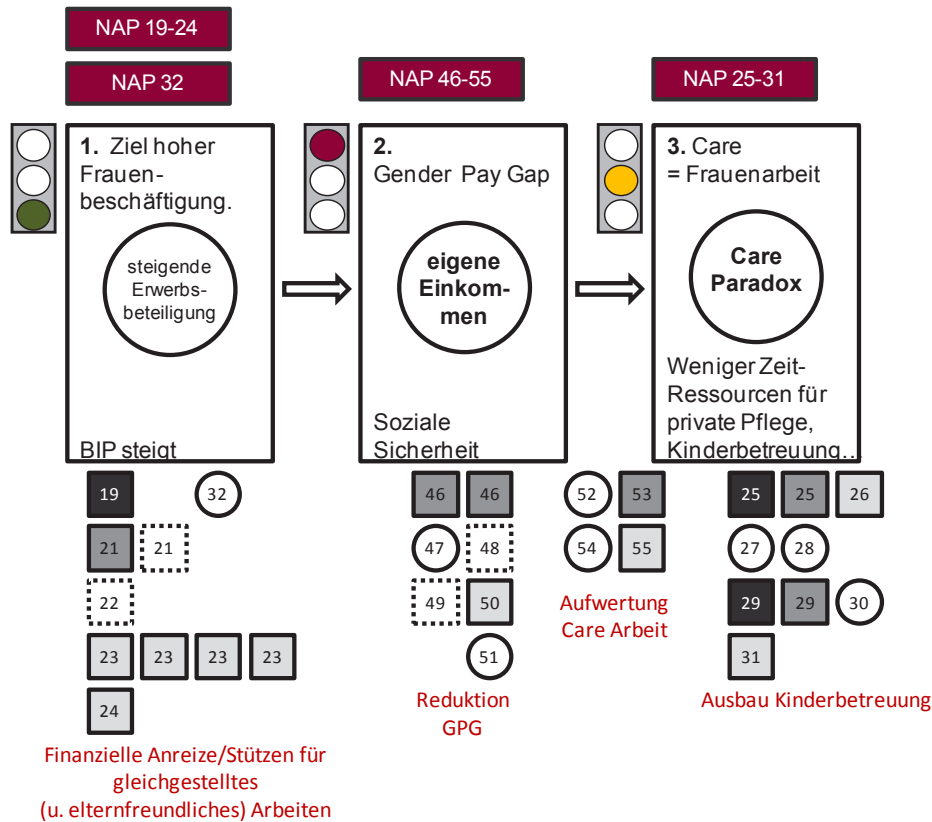 NAP 19-24
NAP 32
NAP 46-55
NAP 25-31
1. Ziel hoher
Frauen-
beschäftigung.
steigende
Erwerbs-
beteiligung
BIP steigt
2.
Gender Pay Gap
eigene
Einkom-
men
Soziale
Sicherheit
3. Care
= Frauenarbeit
Care
Paradox
Weniger Zeit-
Ressourcen für
private Pflege,
Kinderbetreuung...
19 32
21 21
22
23 23 23 23
24
Finanzielle Anreize/Stützen für
gleichgestelltes
(u. elternfreundliches) Arbeiten
46 46
47 48
49 50
51
Reduktion
GPG
52 53
54 55
Aufwertung
Care Arbeit
25 25 26
27 28
29 29 30
31
Ausbau Kinderbetreuung